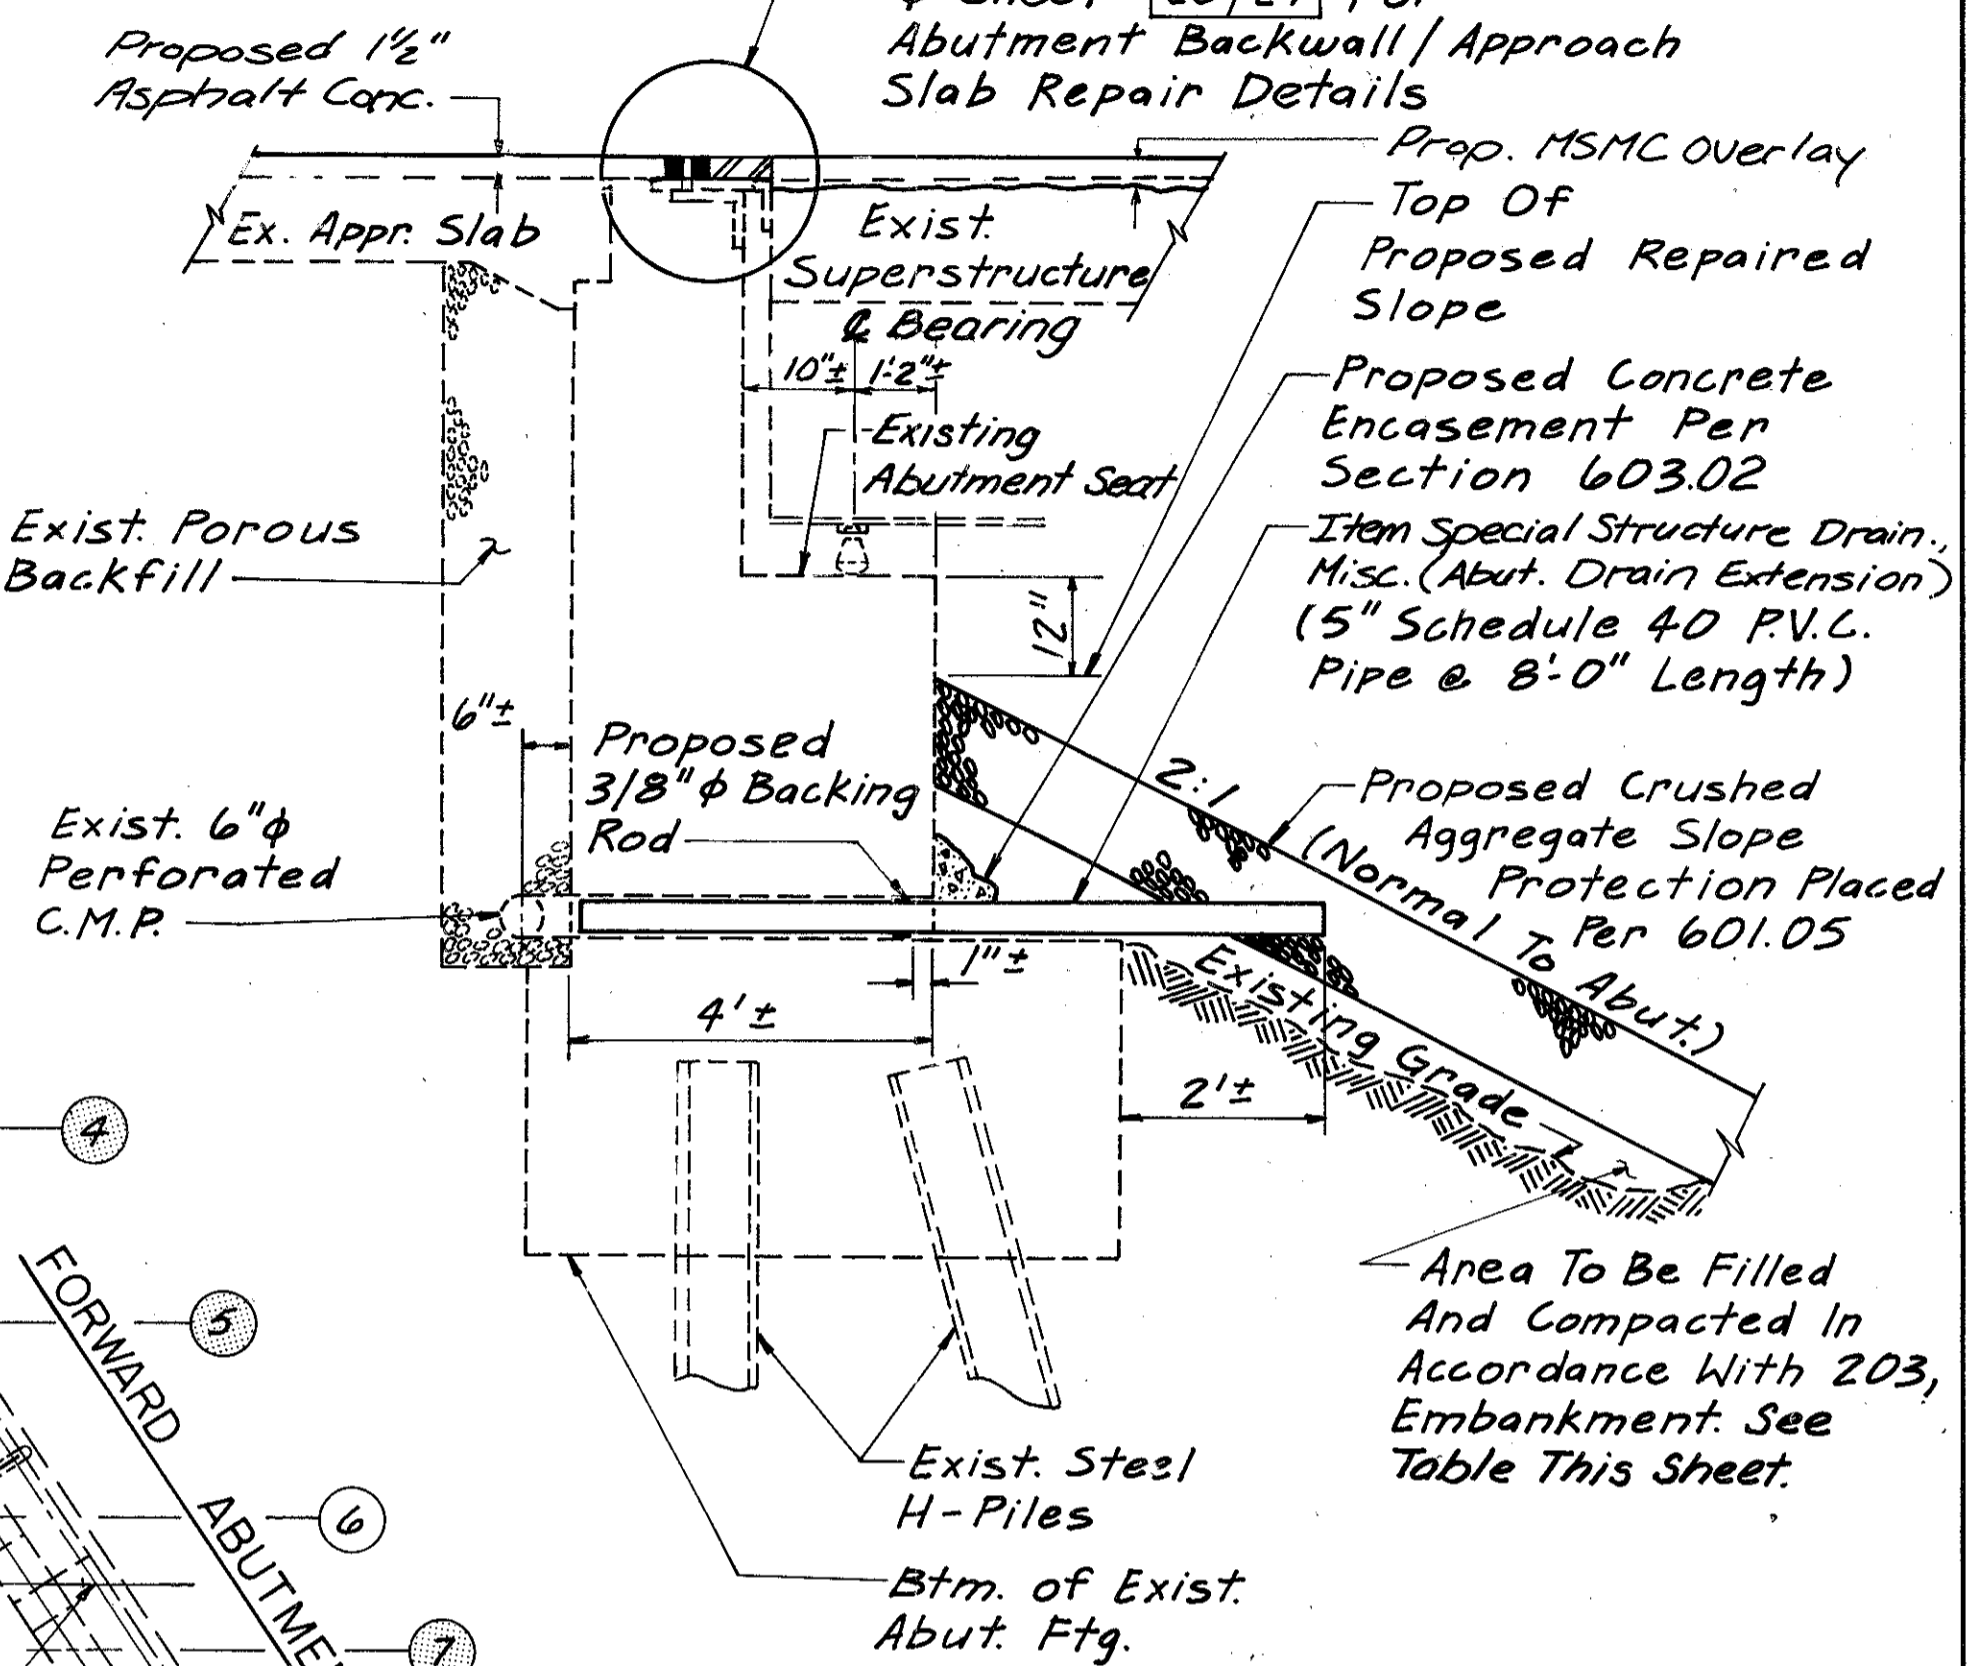 Proposed 1½"
Asphalt Conc.
Abutment Backwall/Approach
Slab Repair Details
Prop. MSMC Overlay
Top Of
Proposed Repaired
Slope
Ex. Appr. Slab
Exist.
Superstructure
℄ Bearing
10"± 1'-2"±
Existing
Abutment Seat
Proposed Concrete
Encasement Per
Section 603.02
Item Special Structure Drain.,
Misc. (Abut. Drain Extension)
(5" Schedule 40 P.V.C.
Pipe @ 8'-0" Length)
Exist. Porous
Backfill
12"
6"±
Proposed
3/8"φ Backing
Rod
2:1
(Normal To Abut.)
Proposed Crushed
Aggregate Slope
Protection Placed
Per 601.05
Exist. 6"φ
Perforated
C.M.P.
1"±
4'±
Existing Grade
2'±
4
5
6
7
FORWARD
Area To Be Filled
And Compacted In
Accordance With 203,
Embankment. See
Table This Sheet.
Exist. Steel
H-Piles
Btm. of Exist.
Abut. Ftg.